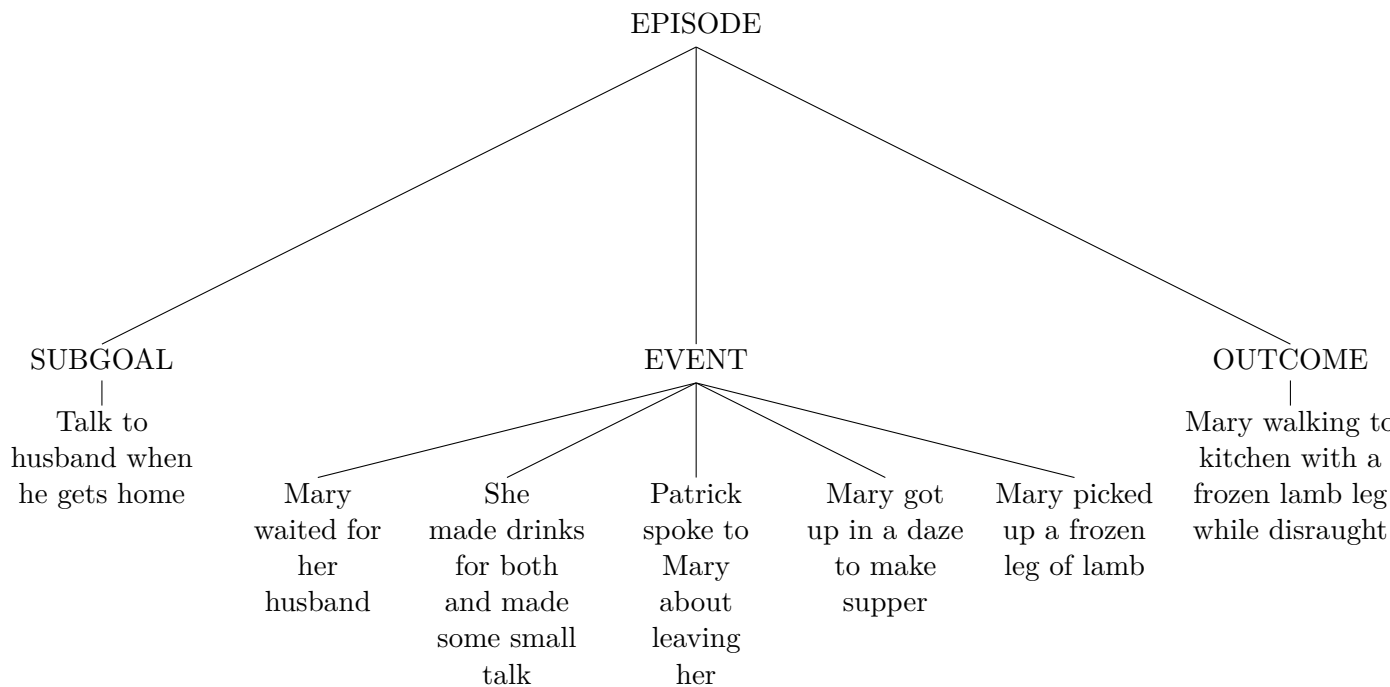 EPISODE
SUBGOAL
Talk to
husband when
he gets home
EVENT
Mary
waited for
her
husband
She
made drinks
for both
and made
some small
talk
Patrick
spoke to
Mary
about
leaving
her
Mary got
up in a daze
to make
supper
Mary picked
up a frozen
leg of lamb
OUTCOME
Mary walking to
kitchen with a
frozen lamb leg
while disraught